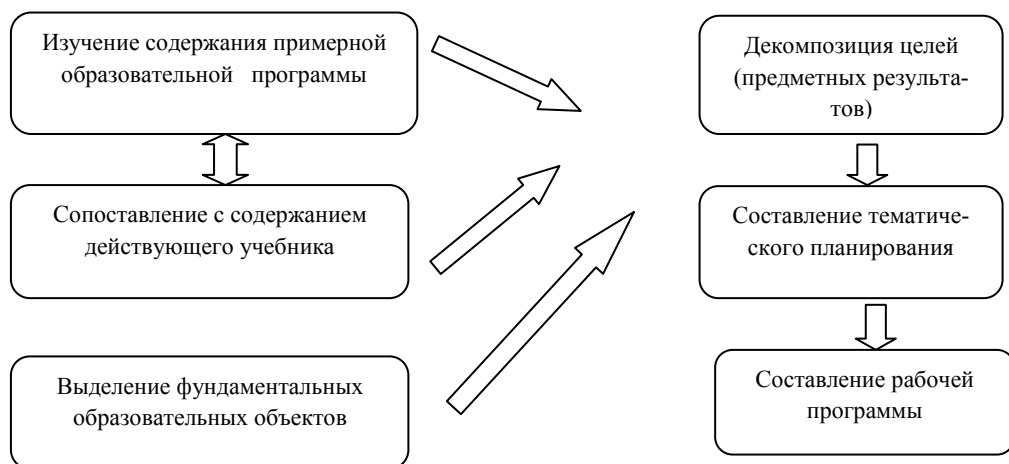 Изучение содержания примерной
образовательной программы
Сопоставление с содержанием
действующего учебника
Выделение фундаментальных
образовательных объектов
Декомпозиция целей
(предметных результа-
тов)
Составление тематиче-
ского планирования
Составление рабочей
программы